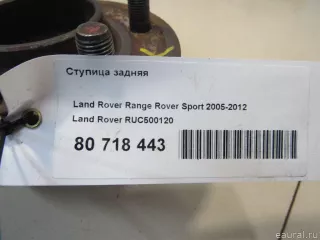 Ступица задняя
Land Rover Range Rover Sport 2005-2012
Land Rover RUC500120
80 718 443
eaural.ru